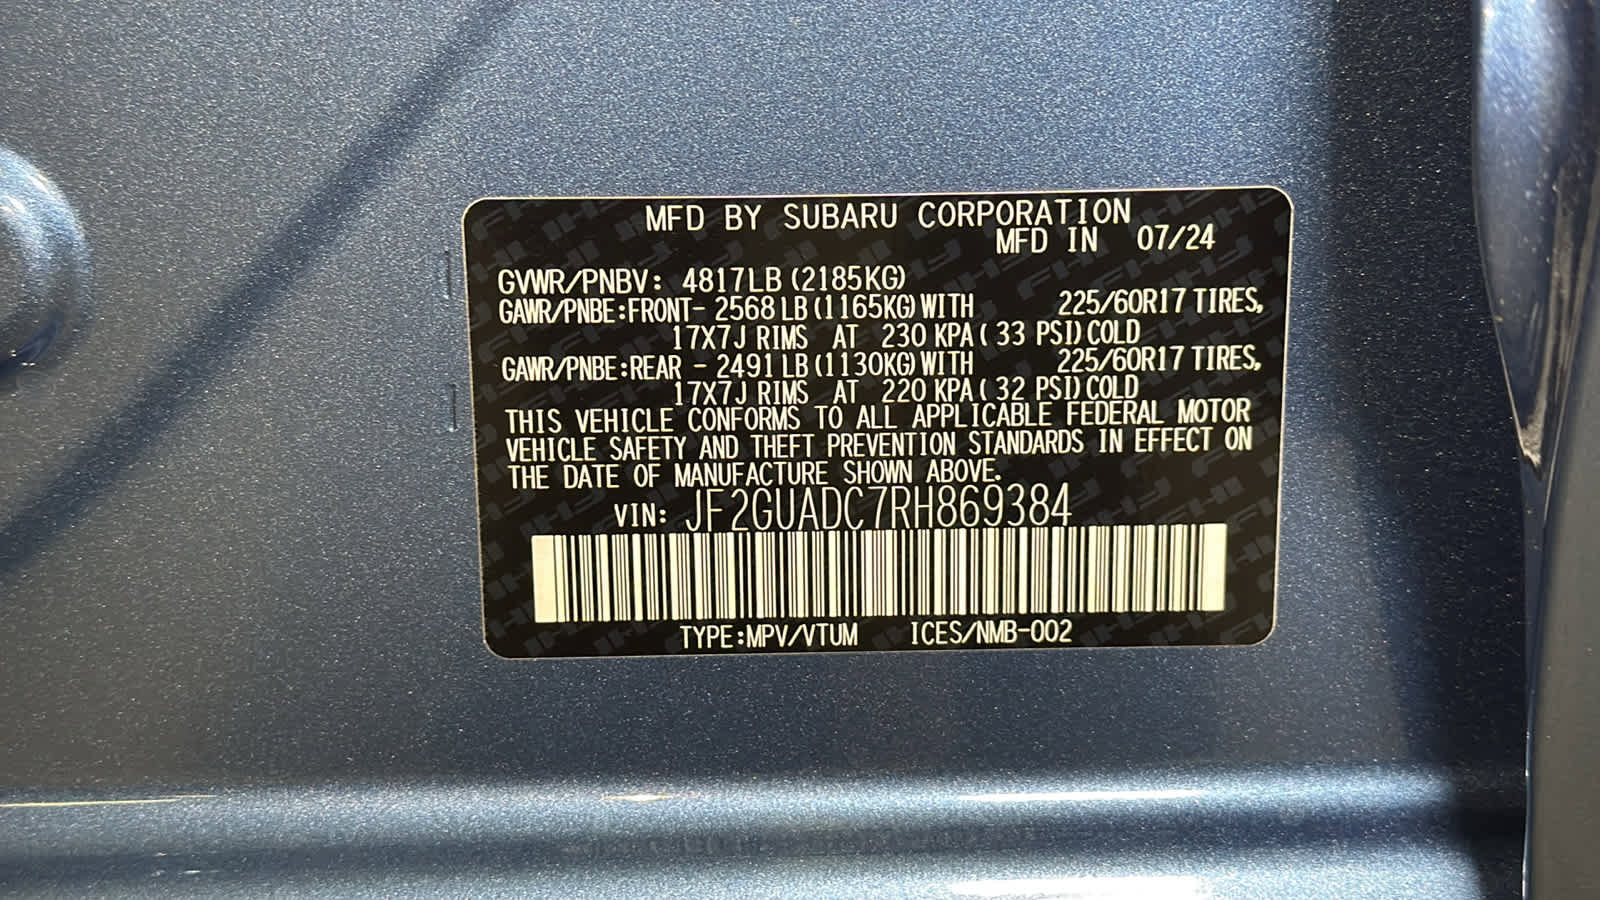 MFD BY SUBARU CORPORATION
MFD IN 07/24
GVWR/PNBV: 4817LB (2185KG)
GAWR/PNBE:FRONT- 2568 LB (1165KG) WITH 225/60R17 TIRES,
17X7J RIMS AT 230 KPA ( 33 PSI) COLD
GAWR/PNBE:REAR - 2491 LB (1130KG) WITH 225/60R17 TIRES,
17X7J RIMS AT 220 KPA ( 32 PSI) COLD
THIS VEHICLE CONFORMS TO ALL APPLICABLE FEDERAL MOTOR
VEHICLE SAFETY AND THEFT PREVENTION STANDARDS IN EFFECT ON
THE DATE OF MANUFACTURE SHOWN ABOVE.
VIN: JF2GUADC7RH869384
TYPE:MPV/VTUM ICES/NMB-002